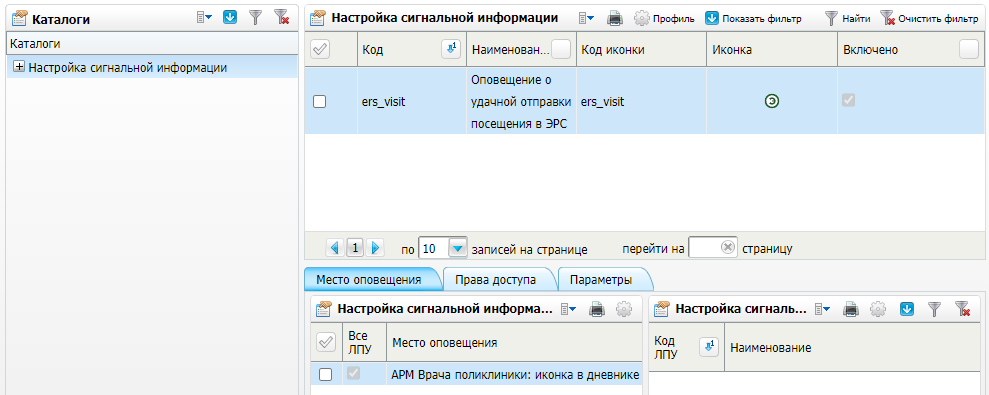 Каталоги
Каталоги
Настройка сигнальной информации
Настройка сигнальной информации Профиль Показать фильтр Найти Очистить фильтр
Код Наименован... Код иконки Иконка Включено
ers_visit
Оповещение о
удачной отправки
посещения в ЭРС
ers_visit
1 по 10 записей на странице перейти на страницу
Место оповещения Права доступа Параметры
Настройка сигнальной информа...
Все
ЛПУ
Место оповещения
АРМ Врача поликлиники: иконка в дневнике
Настройка сигналь...
Код
ЛПУ
Наименование